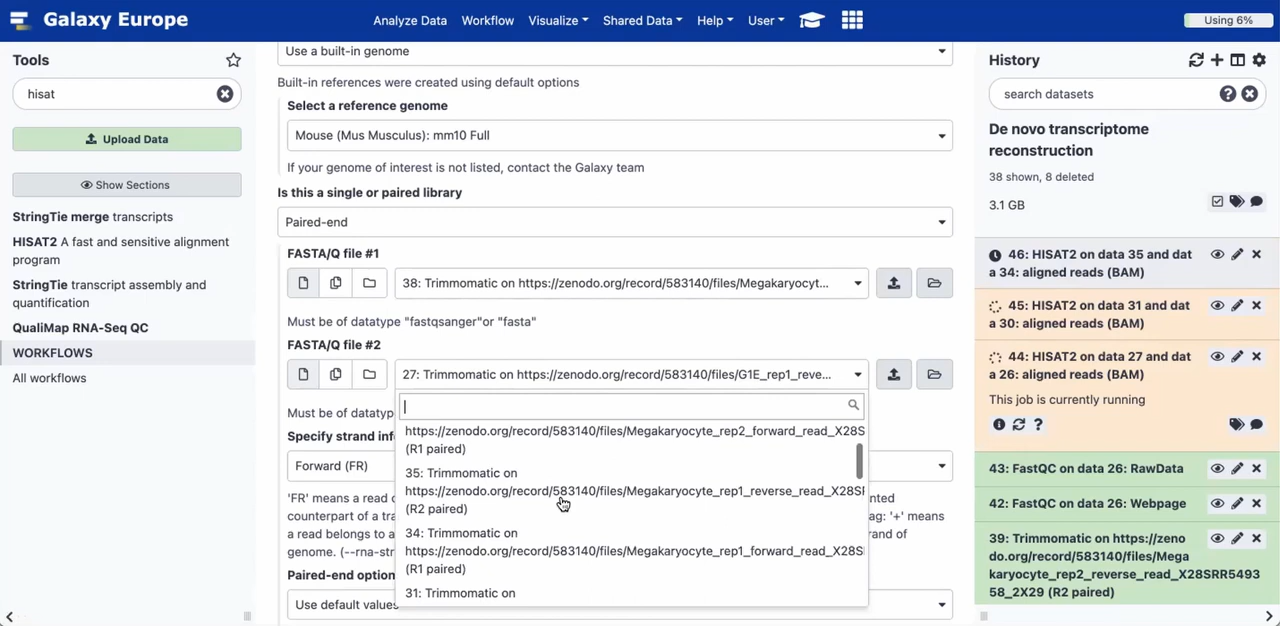 Galaxy Europe
Analyze Data
Workflow
Visualize
Shared Data
Help
User
Using 6%
Tools
hisat
Upload Data
Show Sections
StringTie merge transcripts
HISAT2 A fast and sensitive alignment
program
StringTie transcript assembly and
quantification
QualiMap RNA-Seq QC
WORKFLOWS
All workflows
Use a built-in genome
Built-in references were created using default options
Select a reference genome
Mouse (Mus Musculus): mm10 Full
If your genome of interest is not listed, contact the Galaxy team
Is this a single or paired library
Paired-end
FASTA/Q file #1
38: Trimmomatic on https://zenodo.org/record/583140/files/Megakaryocyt...
Must be of datatype "fastqsanger"or "fasta"
FASTA/Q file #2
27: Trimmomatic on https://zenodo.org/record/583140/files/G1E_rep1_reve...
Must be of datatyp
https://zenodo.org/record/583140/files/Megakaryocyte_rep2_forward_read_X28S
(R1 paired)
35: Trimmomatic on
https://zenodo.org/record/583140/files/Megakaryocyte_rep1_reverse_read_X28S
(R2 paired)
34: Trimmomatic on
https://zenodo.org/record/583140/files/Megakaryocyte_rep1_forward_read_X28S
(R1 paired)
31: Trimmomatic on
Specify strand inf
Forward (FR)
'FR' means a read c nted
counterpart of a tra ag: '+' means
a read belongs to a rand of
genome. (--rna-str
Paired-end option
Use default values
History
search datasets
De novo transcriptome
reconstruction
38 shown, 8 deleted
3.1 GB
46: HISAT2 on data 35 and dat
a 34: aligned reads (BAM)
45: HISAT2 on data 31 and dat
a 30: aligned reads (BAM)
44: HISAT2 on data 27 and dat
a 26: aligned reads (BAM)
This job is currently running
43: FastQC on data 26: RawData
42: FastQC on data 26: Webpage
39: Trimmomatic on https://zeno
do.org/record/583140/files/Mega
karyocyte_rep2_reverse_read_X28SRR5493
58_2X29 (R2 paired)